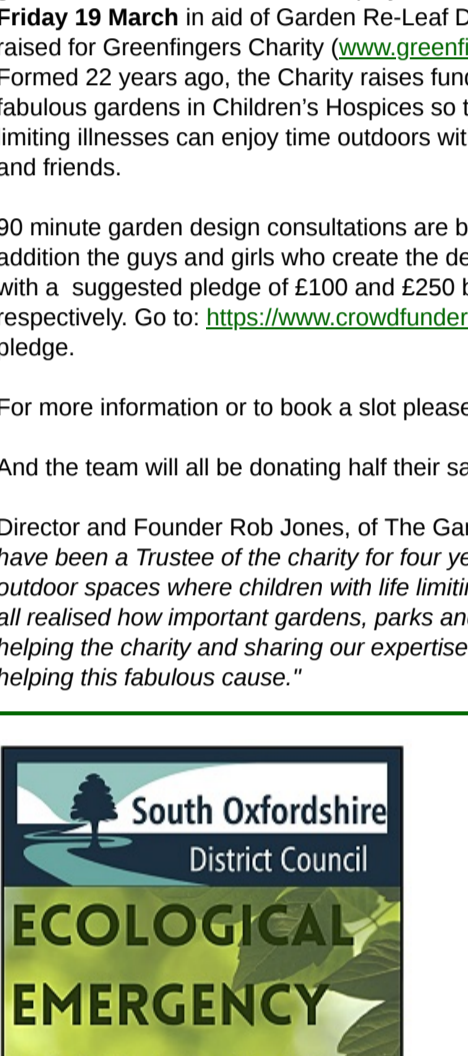 Friday 19 March in aid of Garden Re-Leaf D
raised for Greenfingers Charity (www.greenfi
Formed 22 years ago, the Charity raises fund
fabulous gardens in Children's Hospices so t
limiting illnesses can enjoy time outdoors wit
and friends.
90 minute garden design consultations are b
addition the guys and girls who create the de
with a  suggested pledge of £100 and £250 b
respectively. Go to: https://www.crowdfunder
pledge.
For more information or to book a slot please
And the team will all be donating half their sa
Director and Founder Rob Jones, of The Gar
have been a Trustee of the charity for four ye
outdoor spaces where children with life limitin
all realised how important gardens, parks and
helping the charity and sharing our expertise
helping this fabulous cause."
South Oxfordshire
District Council
ECOLOGICAL
EMERGENCY